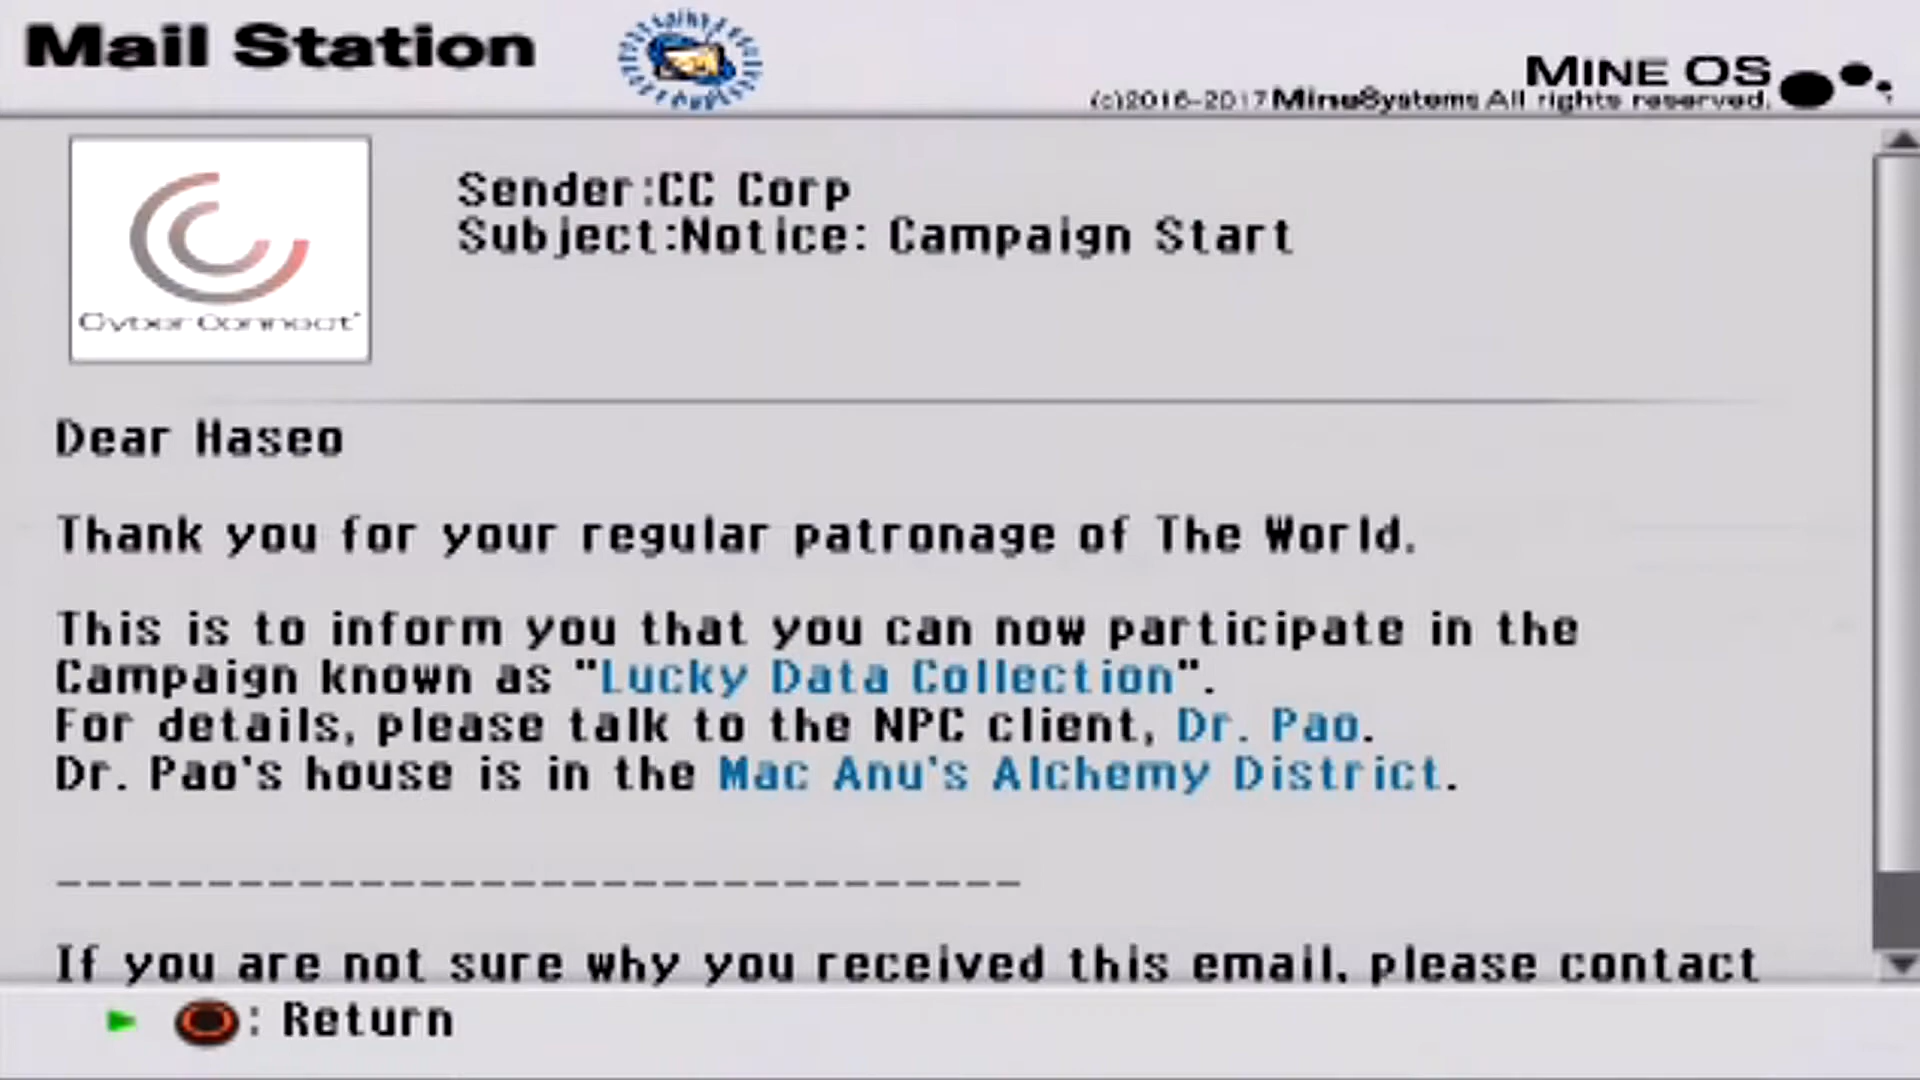 Mail Station
MINE OS
(c)2016-2017 MineSystems All rights reserved.
Cyber Connect
Sender:CC Corp
Subject:Notice: Campaign Start
Dear Haseo
Thank you for your regular patronage of The World.
This is to inform you that you can now participate in the
Campaign known as "Lucky Data Collection".
For details, please talk to the NPC client, Dr. Pao.
Dr. Pao's house is in the Mac Anu's Alchemy District.
---------------------------------
If you are not sure why you received this email, please contact
: Return